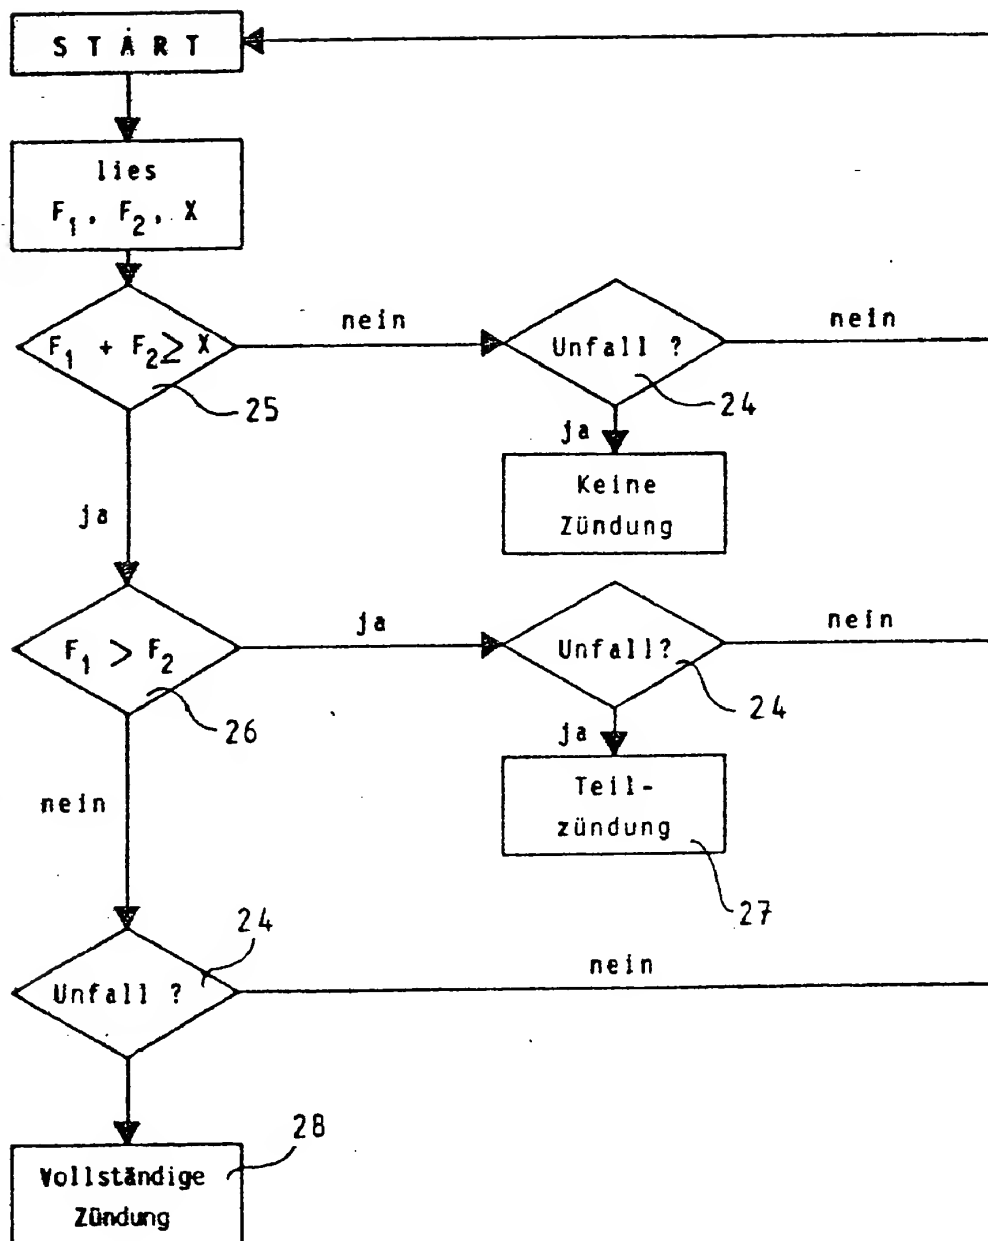 START
lies
F₁, F₂, X
F₁ + F₂ ≥ X
25
nein
Unfall ?
24
nein
ja
Keine
Zündung
ja
F₁ > F₂
26
ja
Unfall?
24
nein
ja
Teil-
zündung
27
nein
Unfall ?
24
nein
Vollständige
Zündung
28